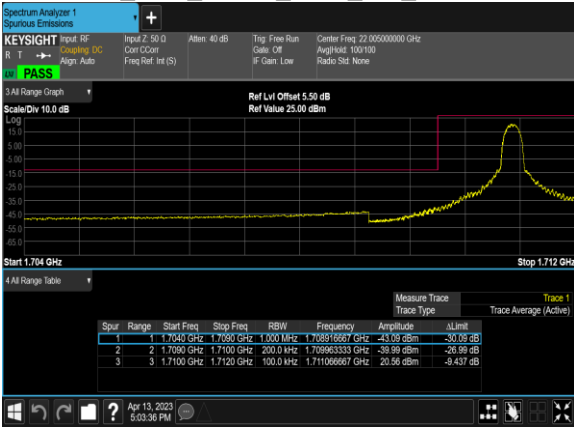 Spectrum Analyzer 1
Spurious Emissions
KEYSIGHT Input: RF Input Z: 50 Ω Atten: 40 dB Trig: Free Run Center Freq: 22.005000000 GHz
R T Coupling: DC Corr CCorr Gate: Off Avg|Hold: 100/100
Align: Auto Freq Ref: Int (S) IF Gain: Low Radio Std: None
PASS
3 All Range Graph
Ref Lvl Offset 5.50 dB
Scale/Div 10.0 dB Ref Value 25.00 dBm
Log
15.0
5.00
-5.00
-15.0
-25.0
-35.0
-45.0
-55.0
-65.0
Start 1.704 GHz Stop 1.712 GHz
4 All Range Table
Measure Trace Trace 1
Trace Type Trace Average (Active)
Spur Range Start Freq Stop Freq RBW Frequency Amplitude ΔLimit
1 1 1.7040 GHz 1.7090 GHz 1.000 MHz 1.708916667 GHz -43.09 dBm -30.09 dB
2 2 1.7090 GHz 1.7100 GHz 200.0 kHz 1.709963333 GHz -39.99 dBm -26.99 dB
3 3 1.7100 GHz 1.7120 GHz 100.0 kHz 1.711066667 GHz 20.56 dBm -9.437 dB
Apr 13, 2023
5:03:36 PM